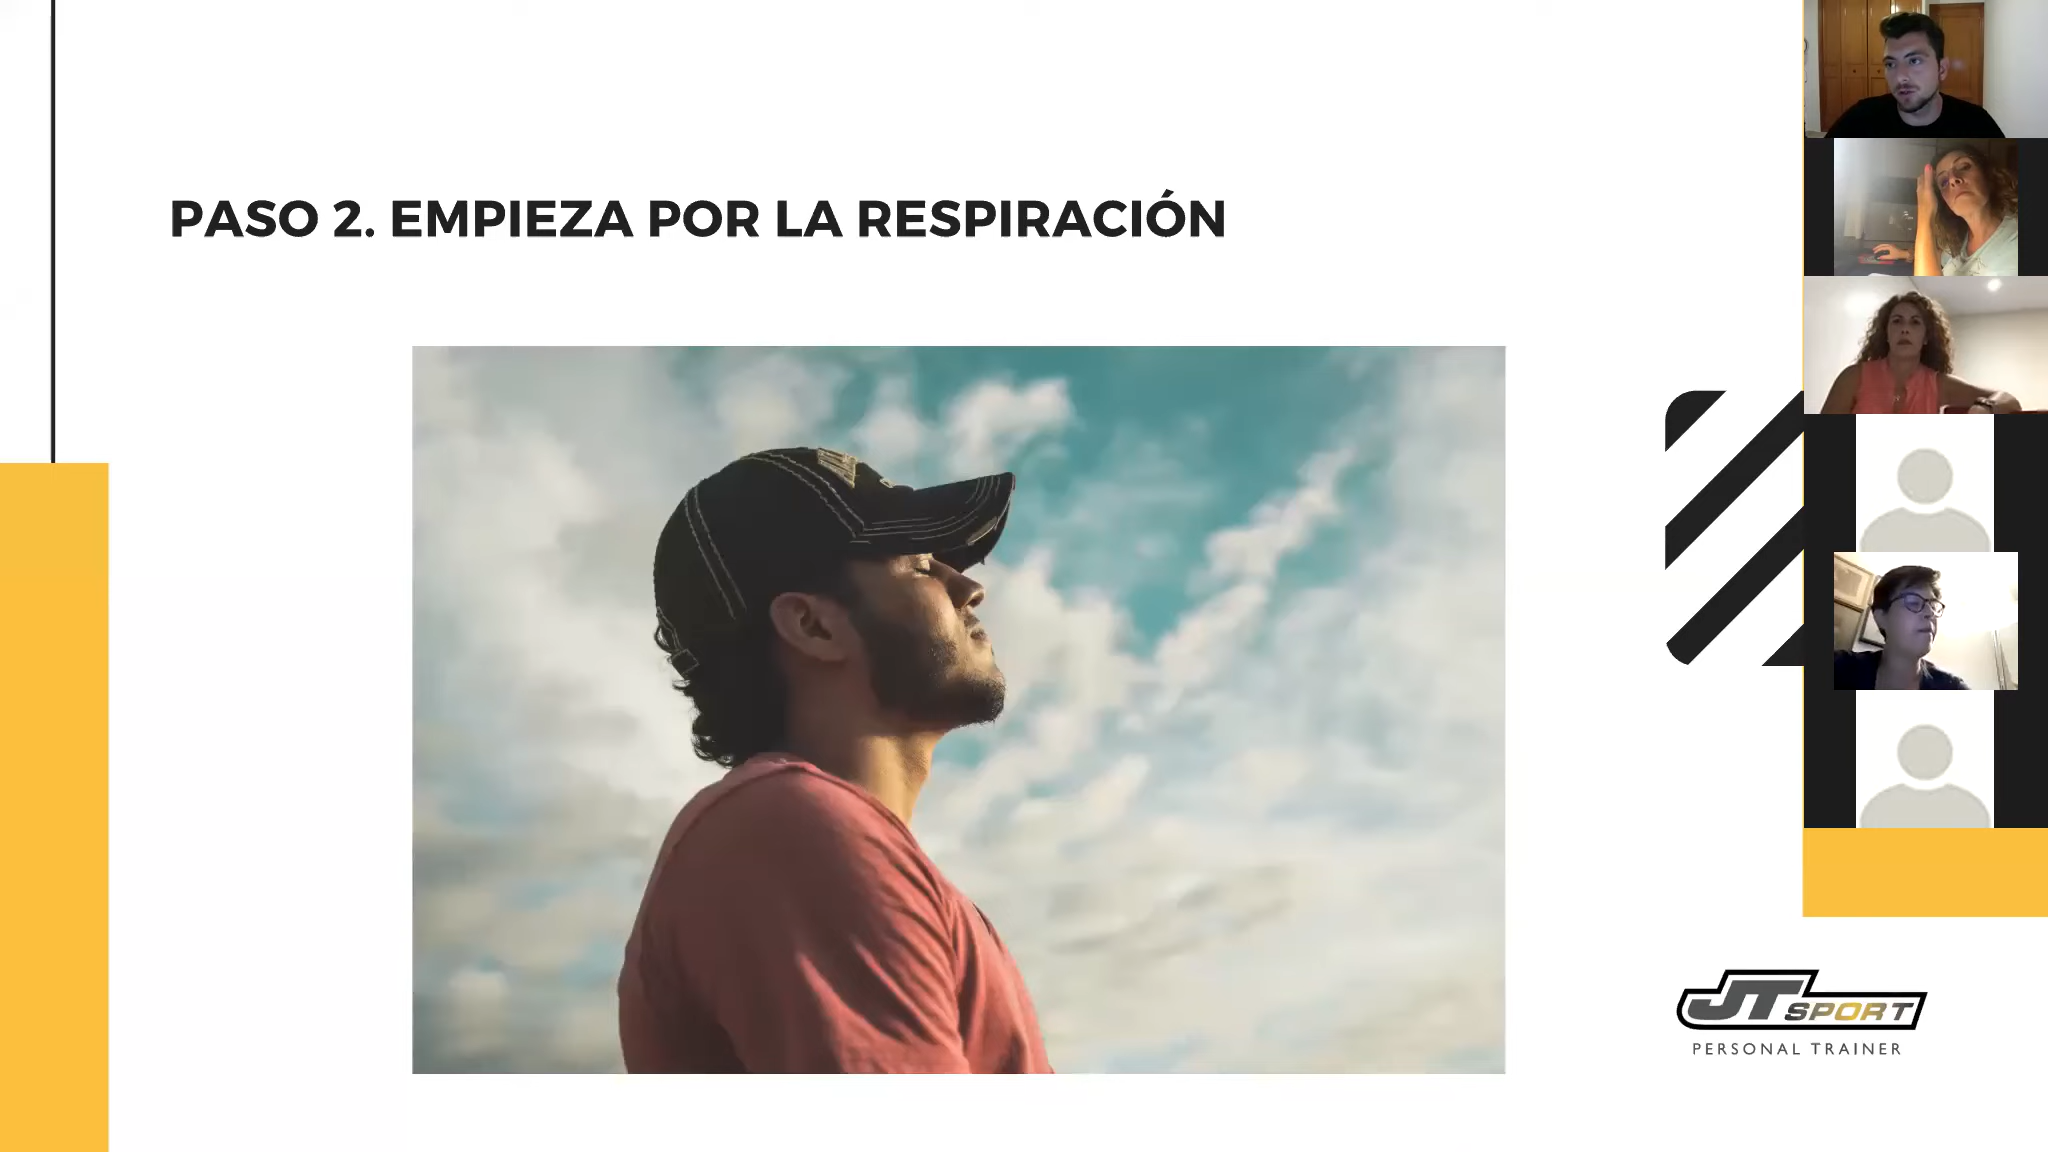 PASO 2. EMPIEZA POR LA RESPIRACIÓN
JT SPORT
PERSONAL TRAINER